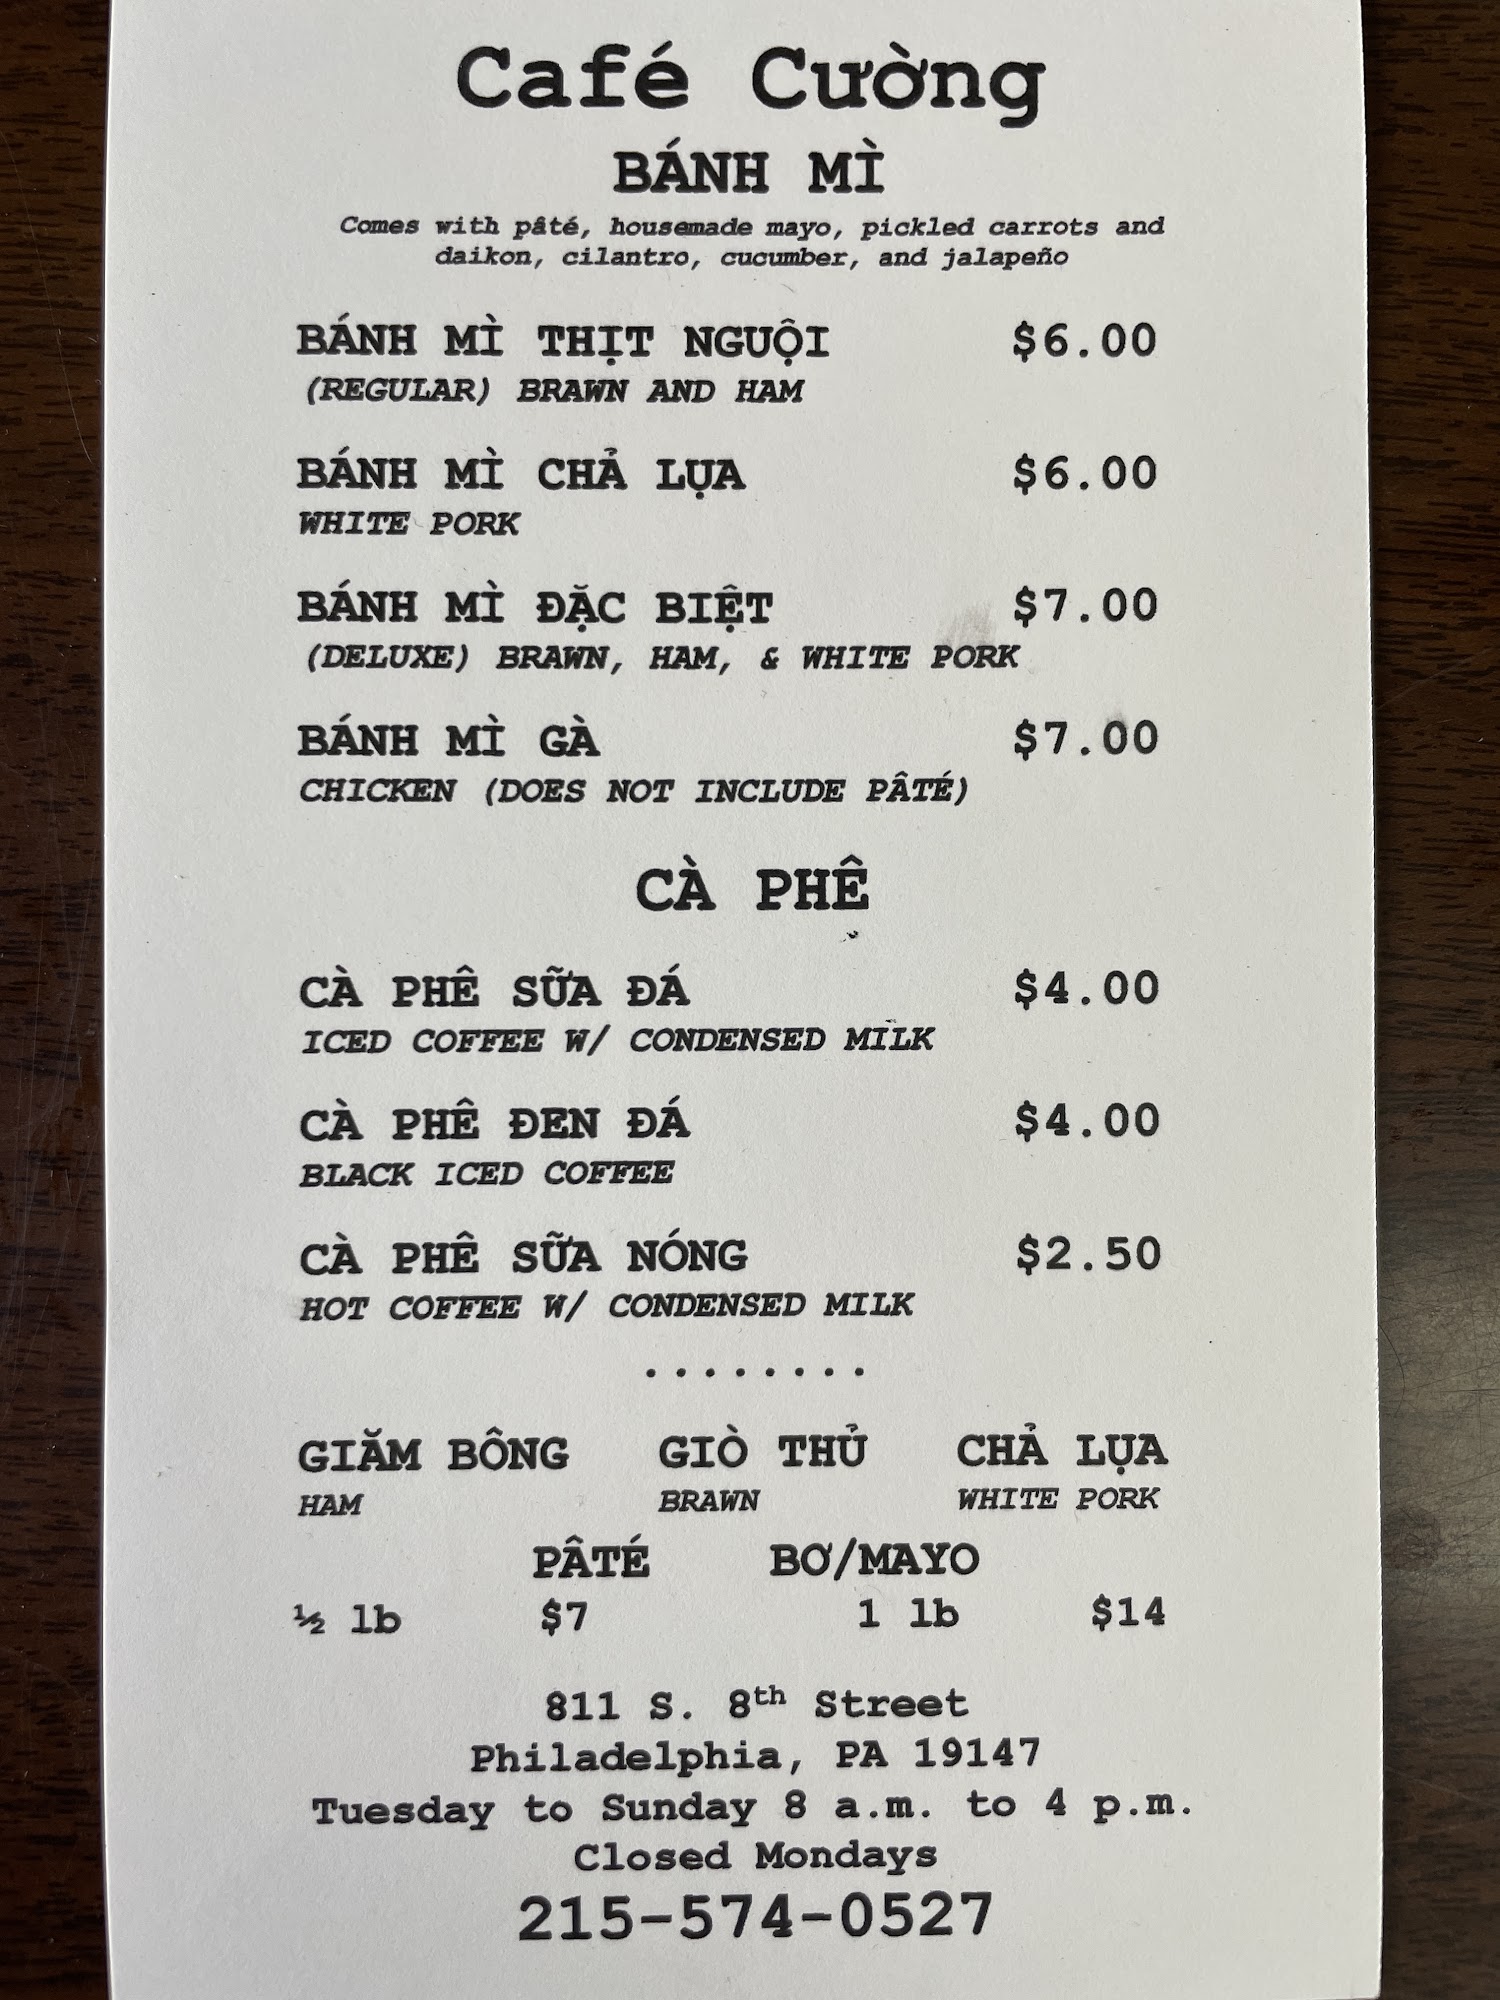 Café Cường
BÁNH MÌ
Comes with pâté, housemade mayo, pickled carrots and
daikon, cilantro, cucumber, and jalapeño
BÁNH MÌ THỊT NGUỘI $6.00
(REGULAR) BRAWN AND HAM
BÁNH MÌ CHẢ LỤA $6.00
WHITE PORK
BÁNH MÌ ĐẶC BIỆT $7.00
(DELUXE) BRAWN, HAM, & WHITE PORK
BÁNH MÌ GÀ $7.00
CHICKEN (DOES NOT INCLUDE PÂTÉ)
CÀ PHÊ
CÀ PHÊ SỮA ĐÁ $4.00
ICED COFFEE W/ CONDENSED MILK
CÀ PHÊ ĐEN ĐÁ $4.00
BLACK ICED COFFEE
CÀ PHÊ SỮA NÓNG $2.50
HOT COFFEE W/ CONDENSED MILK
........
GIĂM BÔNG GIÒ THỦ CHẢ LỤA
HAM BRAWN WHITE PORK
PÂTÉ BƠ/MAYO
½ lb $7 1 lb $14
811 S. 8th Street
Philadelphia, PA 19147
Tuesday to Sunday 8 a.m. to 4 p.m.
Closed Mondays
215-574-0527